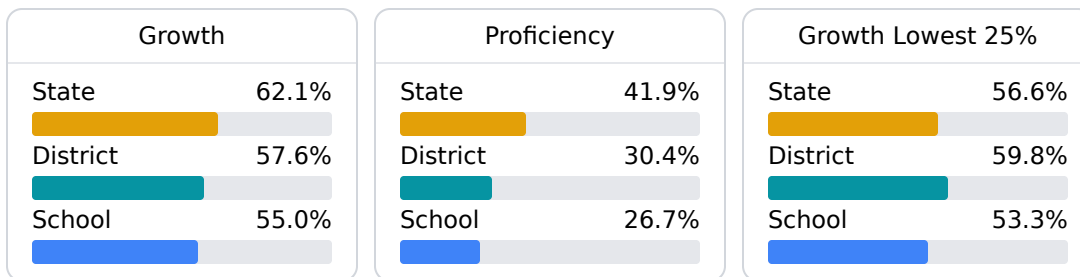 Growth
State 62.1%
District 57.6%
School 55.0%
Proficiency
State 41.9%
District 30.4%
School 26.7%
Growth Lowest 25%
State 56.6%
District 59.8%
School 53.3%